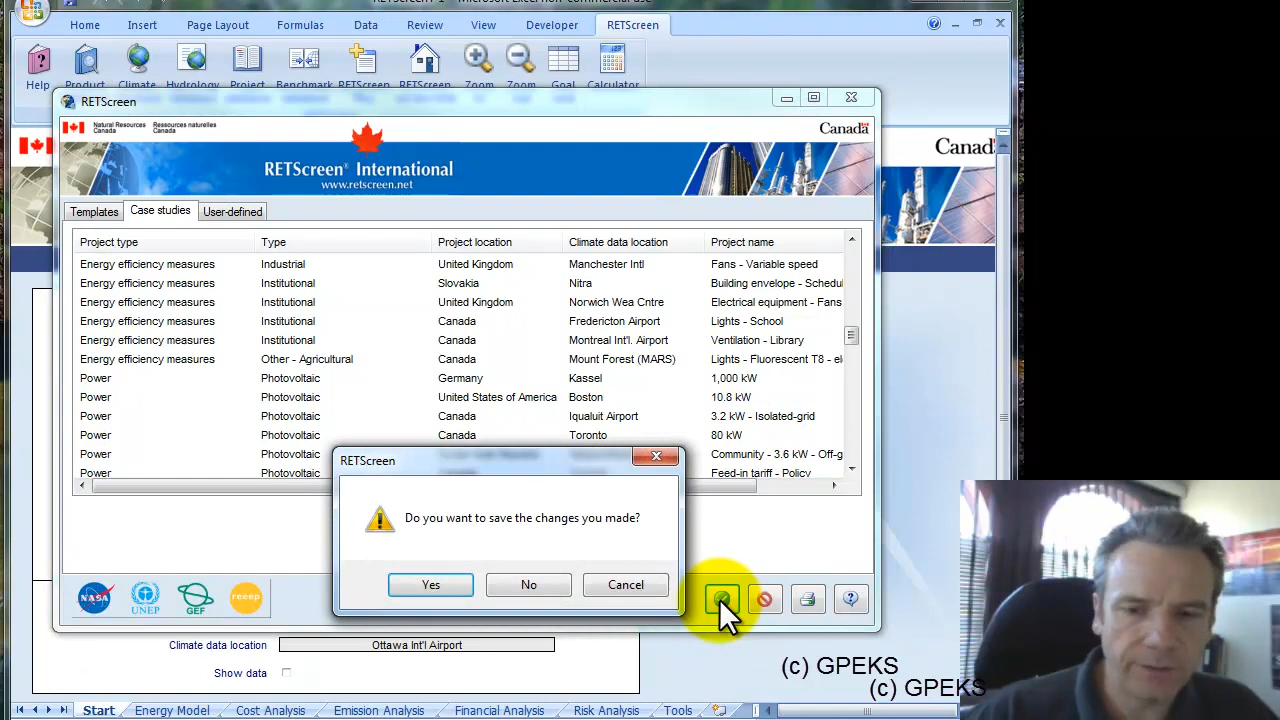 RETScreen
Home Insert Page Layout Formulas Data Review View Developer RETScreen
Help Product Climate Hydrology Project Benchmark RETScreen RETScreen Zoom Zoom Goal Calculator
RETScreen
Natural Resources Canada Ressources naturelles Canada
Canada
RETScreen® International
www.retscreen.net
Templates Case studies User-defined
Project type Type Project location Climate data location Project name
Energy efficiency measures Industrial United Kingdom Manchester Intl Fans - Variable speed
Energy efficiency measures Institutional Slovakia Nitra Building envelope - Schedul
Energy efficiency measures Institutional United Kingdom Norwich Wea Cntre Electrical equipment - Fans
Energy efficiency measures Institutional Canada Fredericton Airport Lights - School
Energy efficiency measures Institutional Canada Montreal Int'l. Airport Ventilation - Library
Energy efficiency measures Other - Agricultural Canada Mount Forest (MARS) Lights - Fluorescent T8 - el
Power Photovoltaic Germany Kassel 1,000 kW
Power Photovoltaic United States of America Boston 10.8 kW
Power Photovoltaic Canada Iqualuit Airport 3.2 kW - Isolated-grid
Power Photovoltaic Canada Toronto 80 kW
Power Photovoltaic Community - 3.6 kW - Off-g
Power Photovoltaic Feed-in tariff - Policy
RETScreen
Do you want to save the changes you made?
Yes No Cancel
NASA UNEP GEF reeep
Climate data location Ottawa Int'l Airport
Show data
(c) GPEKS
(c) GPEKS
Start Energy Model Cost Analysis Emission Analysis Financial Analysis Risk Analysis Tools